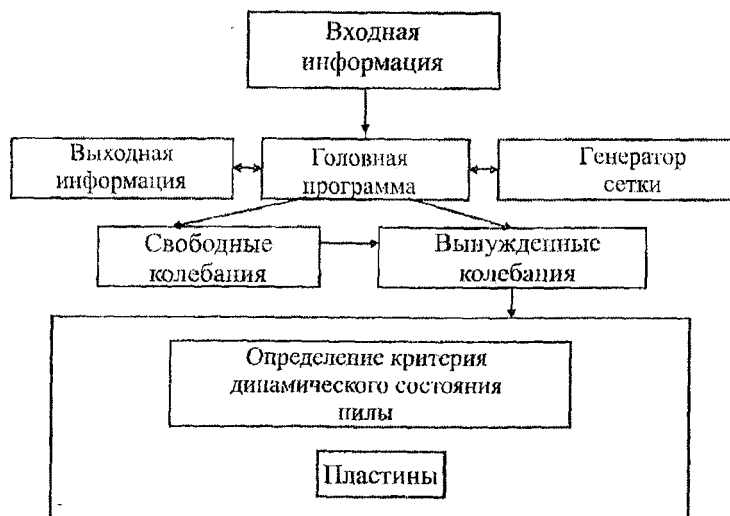 Входная
информация
Выходная
информация
Головная
программа
Генератор
сетки
Свободные
колебания
Вынужденные
колебания
Определение критерия
динамического состояния
пилы
Пластины